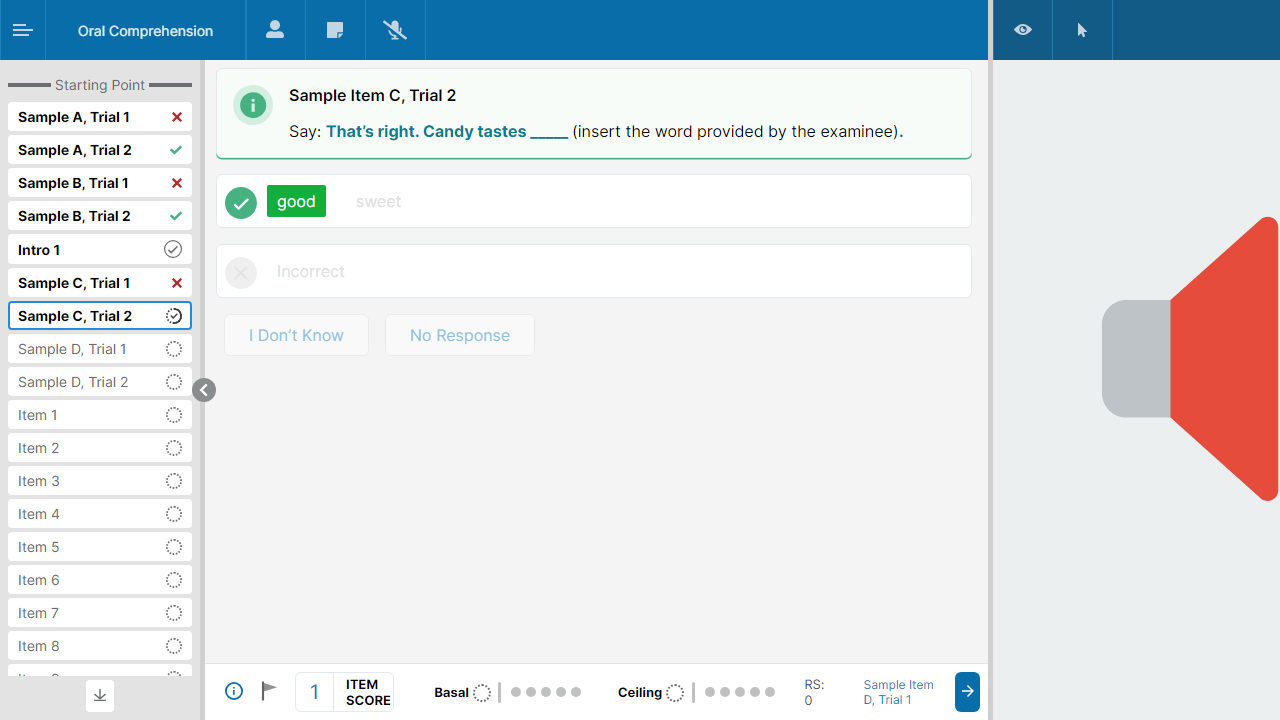 Oral Comprehension
Starting Point
Sample A, Trial 1
Sample A, Trial 2
Sample B, Trial 1
Sample B, Trial 2
Intro 1
Sample C, Trial 1
Sample C, Trial 2
Sample D, Trial 1
Sample D, Trial 2
Item 1
Item 2
Item 3
Item 4
Item 5
Item 6
Item 7
Item 8
Sample Item C, Trial 2
Say: That's right. Candy tastes _____ (insert the word provided by the examinee).
good sweet
Incorrect
I Don't Know No Response
1 ITEM SCORE
Basal
Ceiling
RS:
0
Sample Item
D, Trial 1